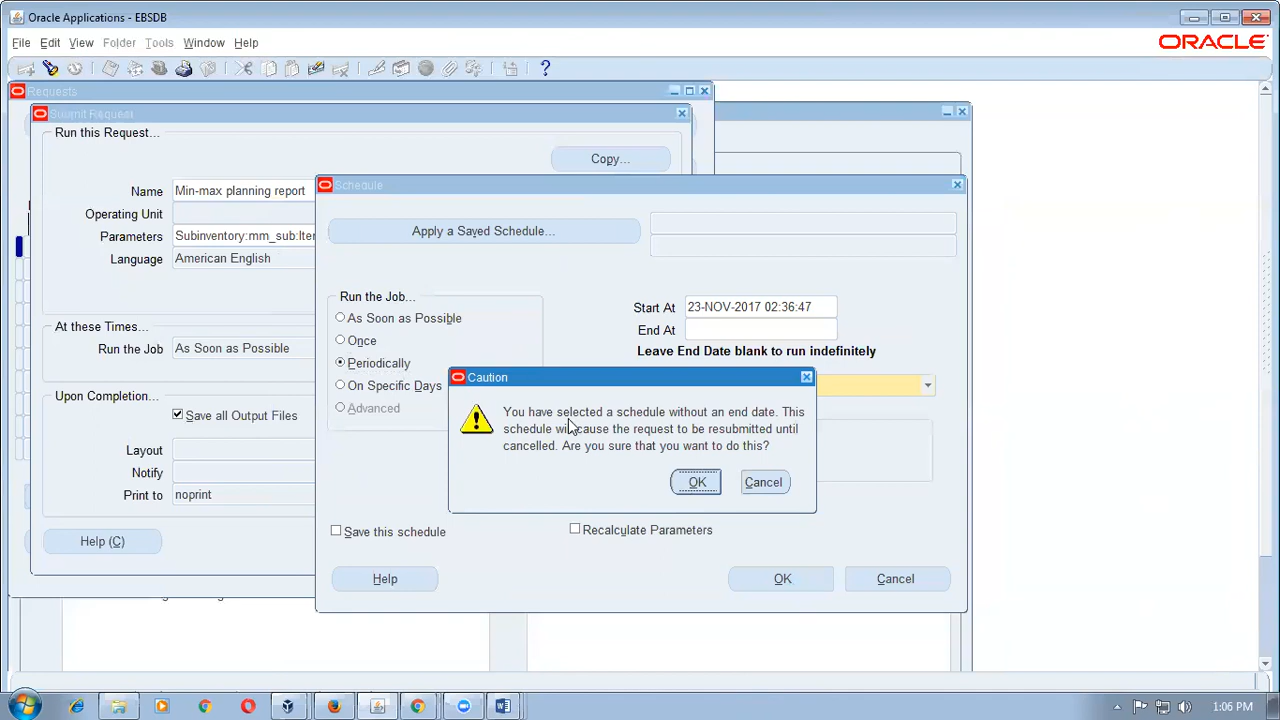 Oracle Applications - EBSDB
File Edit View Folder Tools Window Help
ORACLE
Requests
Submit Request
Run this Request...
Copy...
Name Min-max planning report
Operating Unit
Parameters Subinventory:mm_sub:Iter
Language American English
At these Times...
Run the Job As Soon as Possible
Upon Completion...
Save all Output Files
Layout
Notify
Print to noprint
Help (C)
Schedule
Apply a Saved Schedule...
Run the Job...
As Soon as Possible
Once
Periodically
On Specific Days
Advanced
Start At 23-NOV-2017 02:36:47
End At
Leave End Date blank to run indefinitely
Caution
You have selected a schedule without an end date. This
schedule will cause the request to be resubmitted until
cancelled. Are you sure that you want to do this?
OK Cancel
Save this schedule
Recalculate Parameters
Help OK Cancel
1:06 PM